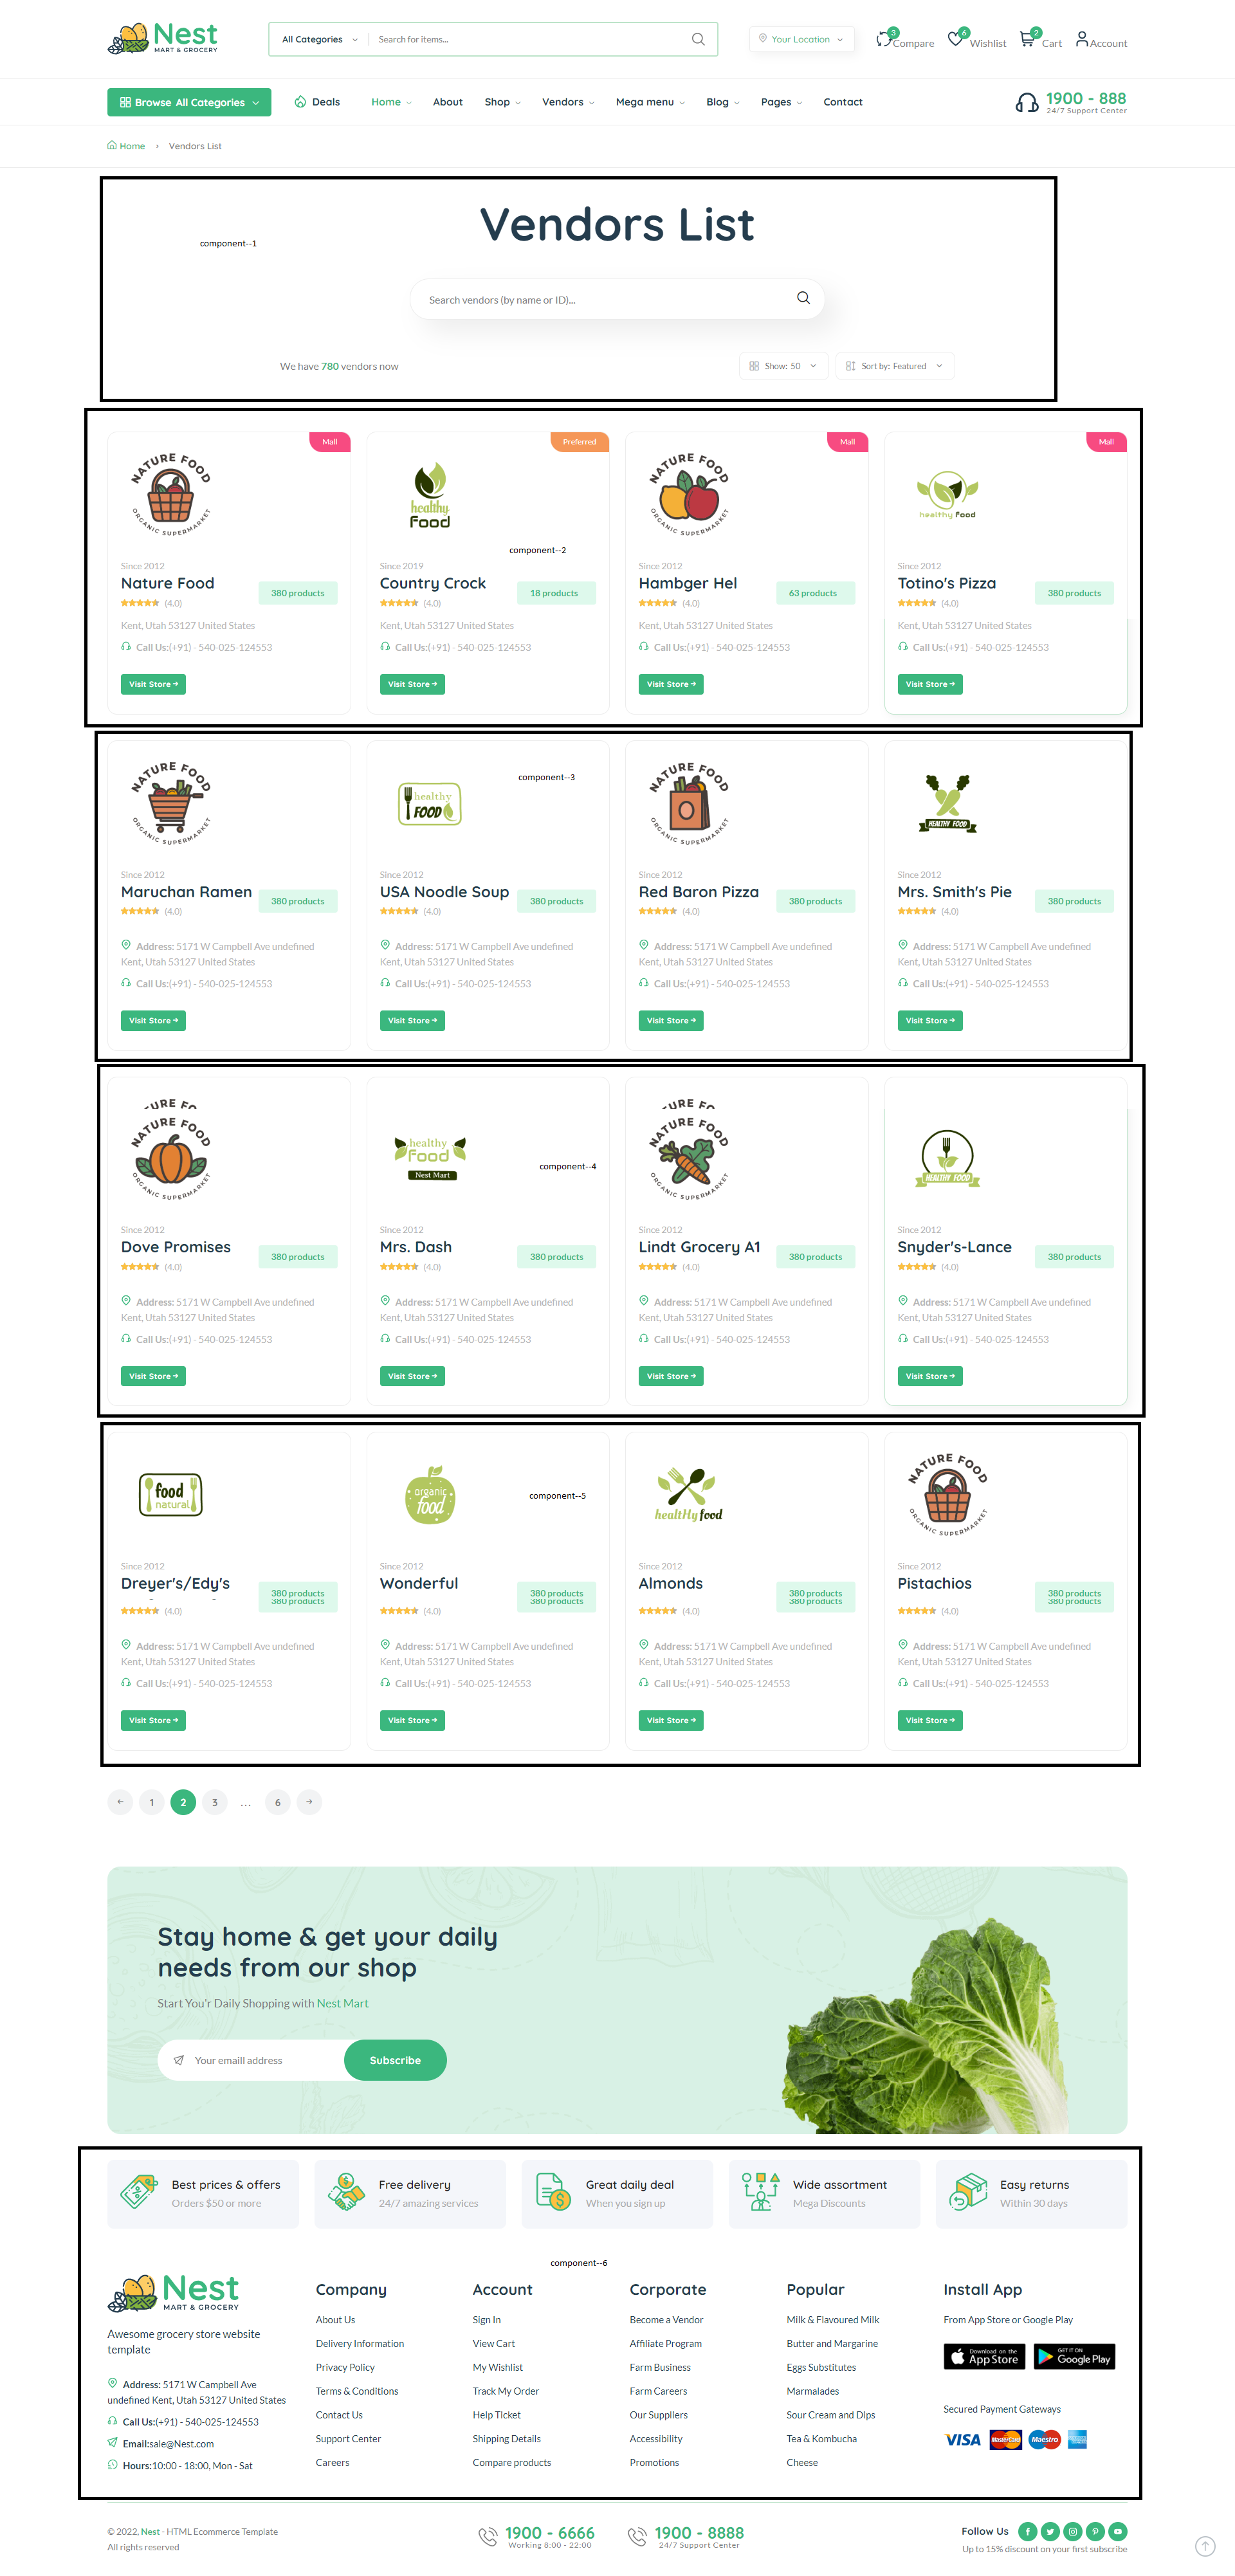 Nest
MART & GROCERY
All Categories
Search for items...
Your Location
3
Compare
6
Wishlist
2
Cart
Account
Browse All Categories
Deals
Home
About
Shop
Vendors
Mega menu
Blog
Pages
Contact
1900 - 888
24/7 Support Center
Home
Vendors List
Vendors List
component--1
Search vendors (by name or ID)...
We have 780 vendors now
Show: 50
Sort by: Featured
Mall
Preferred
Mall
Mall
NATURE FOOD
ORGANIC SUPERMARKET
healthy
Food
NATURE FOOD
ORGANIC SUPERMARKET
healthy Food
component--2
Since 2012
Nature Food
380 products
(4.0)
Kent, Utah 53127 United States
Call Us:(+91) - 540-025-124553
Visit Store
Since 2019
Country Crock
18 products
(4.0)
Kent, Utah 53127 United States
Call Us:(+91) - 540-025-124553
Visit Store
Since 2012
Hambger Hel
63 products
(4.0)
Kent, Utah 53127 United States
Call Us:(+91) - 540-025-124553
Visit Store
Since 2012
Totino's Pizza
380 products
(4.0)
Kent, Utah 53127 United States
Call Us:(+91) - 540-025-124553
Visit Store
NATURE FOOD
ORGANIC SUPERMARKET
healthy
FOOD
component--3
NATURE FOOD
ORGANIC SUPERMARKET
HEALTHY FOOD
Since 2012
Maruchan Ramen
380 products
(4.0)
Address: 5171 W Campbell Ave undefined
Kent, Utah 53127 United States
Call Us:(+91) - 540-025-124553
Visit Store
Since 2012
USA Noodle Soup
380 products
(4.0)
Address: 5171 W Campbell Ave undefined
Kent, Utah 53127 United States
Call Us:(+91) - 540-025-124553
Visit Store
Since 2012
Red Baron Pizza
380 products
(4.0)
Address: 5171 W Campbell Ave undefined
Kent, Utah 53127 United States
Call Us:(+91) - 540-025-124553
Visit Store
Since 2012
Mrs. Smith's Pie
380 products
(4.0)
Address: 5171 W Campbell Ave undefined
Kent, Utah 53127 United States
Call Us:(+91) - 540-025-124553
Visit Store
NATURE FOOD
ORGANIC SUPERMARKET
healthy
Food
Nest Mart
component--4
NATURE FOOD
ORGANIC SUPERMARKET
HEALTHY FOOD
Since 2012
Dove Promises
380 products
(4.0)
Address: 5171 W Campbell Ave undefined
Kent, Utah 53127 United States
Call Us:(+91) - 540-025-124553
Visit Store
Since 2012
Mrs. Dash
380 products
(4.0)
Address: 5171 W Campbell Ave undefined
Kent, Utah 53127 United States
Call Us:(+91) - 540-025-124553
Visit Store
Since 2012
Lindt Grocery A1
380 products
(4.0)
Address: 5171 W Campbell Ave undefined
Kent, Utah 53127 United States
Call Us:(+91) - 540-025-124553
Visit Store
Since 2012
Snyder's-Lance
380 products
(4.0)
Address: 5171 W Campbell Ave undefined
Kent, Utah 53127 United States
Call Us:(+91) - 540-025-124553
Visit Store
food
natural
organic
food
component--5
healtHy food
NATURE FOOD
ORGANIC SUPERMARKET
Since 2012
Dreyer's/Edy's
380 products
380 products
(4.0)
Address: 5171 W Campbell Ave undefined
Kent, Utah 53127 United States
Call Us:(+91) - 540-025-124553
Visit Store
Since 2012
Wonderful
380 products
380 products
(4.0)
Address: 5171 W Campbell Ave undefined
Kent, Utah 53127 United States
Call Us:(+91) - 540-025-124553
Visit Store
Since 2012
Almonds
380 products
380 products
(4.0)
Address: 5171 W Campbell Ave undefined
Kent, Utah 53127 United States
Call Us:(+91) - 540-025-124553
Visit Store
Since 2012
Pistachios
380 products
380 products
(4.0)
Address: 5171 W Campbell Ave undefined
Kent, Utah 53127 United States
Call Us:(+91) - 540-025-124553
Visit Store
1 2 3 ... 6
Stay home & get your daily
needs from our shop
Start You'r Daily Shopping with Nest Mart
Your emaill address
Subscribe
Best prices & offers
Orders $50 or more
Free delivery
24/7 amazing services
Great daily deal
When you sign up
Wide assortment
Mega Discounts
Easy returns
Within 30 days
component--6
Nest
MART & GROCERY
Awesome grocery store website
template
Address: 5171 W Campbell Ave
undefined Kent, Utah 53127 United States
Call Us:(+91) - 540-025-124553
Email:sale@Nest.com
Hours:10:00 - 18:00, Mon - Sat
Company
About Us
Delivery Information
Privacy Policy
Terms & Conditions
Contact Us
Support Center
Careers
Account
Sign In
View Cart
My Wishlist
Track My Order
Help Ticket
Shipping Details
Compare products
Corporate
Become a Vendor
Affiliate Program
Farm Business
Farm Careers
Our Suppliers
Accessibility
Promotions
Popular
Milk & Flavoured Milk
Butter and Margarine
Eggs Substitutes
Marmalades
Sour Cream and Dips
Tea & Kombucha
Cheese
Install App
From App Store or Google Play
Download on the
App Store
GET IT ON
Google Play
Secured Payment Gateways
VISA
MasterCard
Maestro
© 2022, Nest - HTML Ecommerce Template
All rights reserved
1900 - 6666
Working 8:00 - 22:00
1900 - 8888
24/7 Support Center
Follow Us
Up to 15% discount on your first subscribe